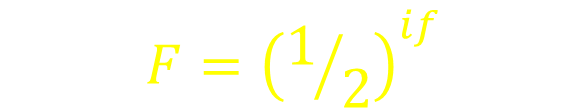 F = (1/2)^{if}